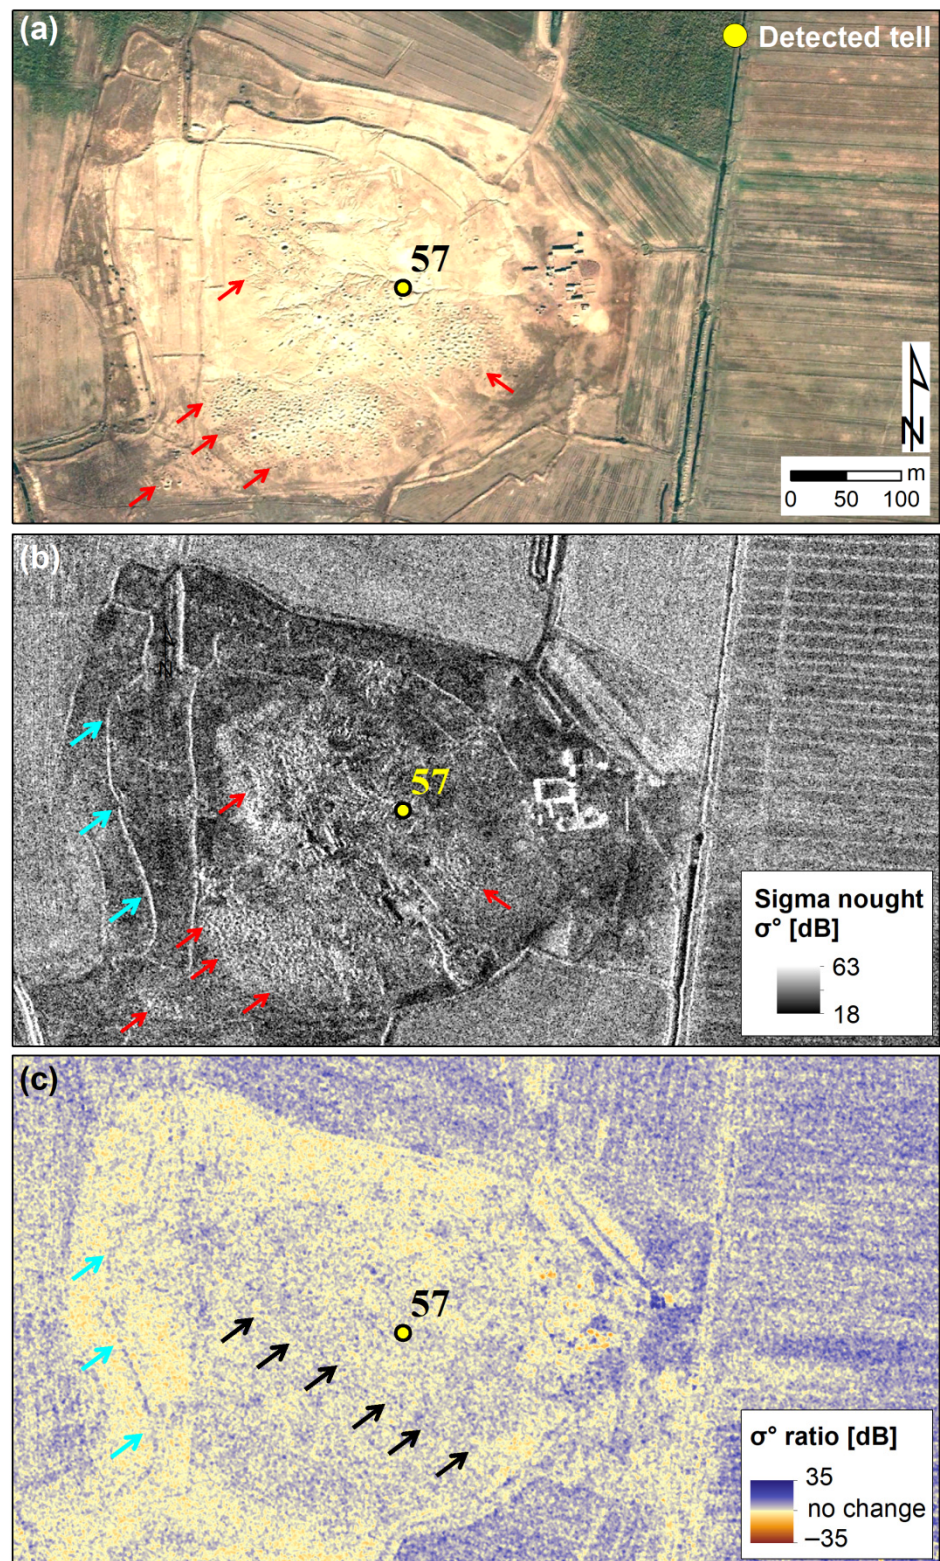 (a)
Detected tell
57
N
m
0 50 100
(b)
57
Sigma nought
σ° [dB]
63
18
(c)
57
σ° ratio [dB]
35
no change
–35